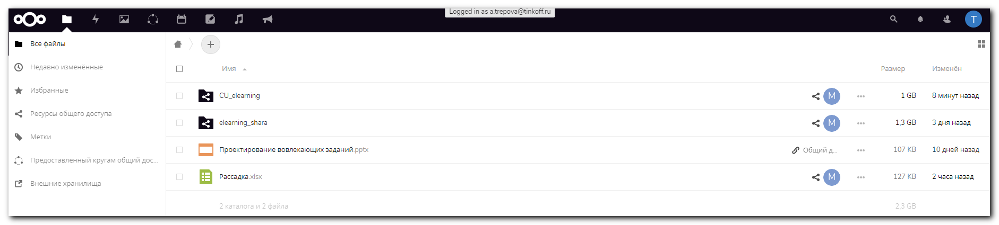 Logged in as a.trepova@tinkoff.ru
T
Все файлы
Недавно изменённые
Избранные
Ресурсы общего доступа
Метки
Предоставленный кругам общий дос...
Внешние хранилища
Имя Размер Изменён
CU_elearning M 1 GB 8 минут назад
elearning_shara M 1,3 GB 3 дня назад
Проектирование вовлекающих заданий.pptx Общий д... 107 KB 10 дней назад
Рассадка.xlsx M 127 KB 2 часа назад
2 каталога и 2 файла 2,3 GB